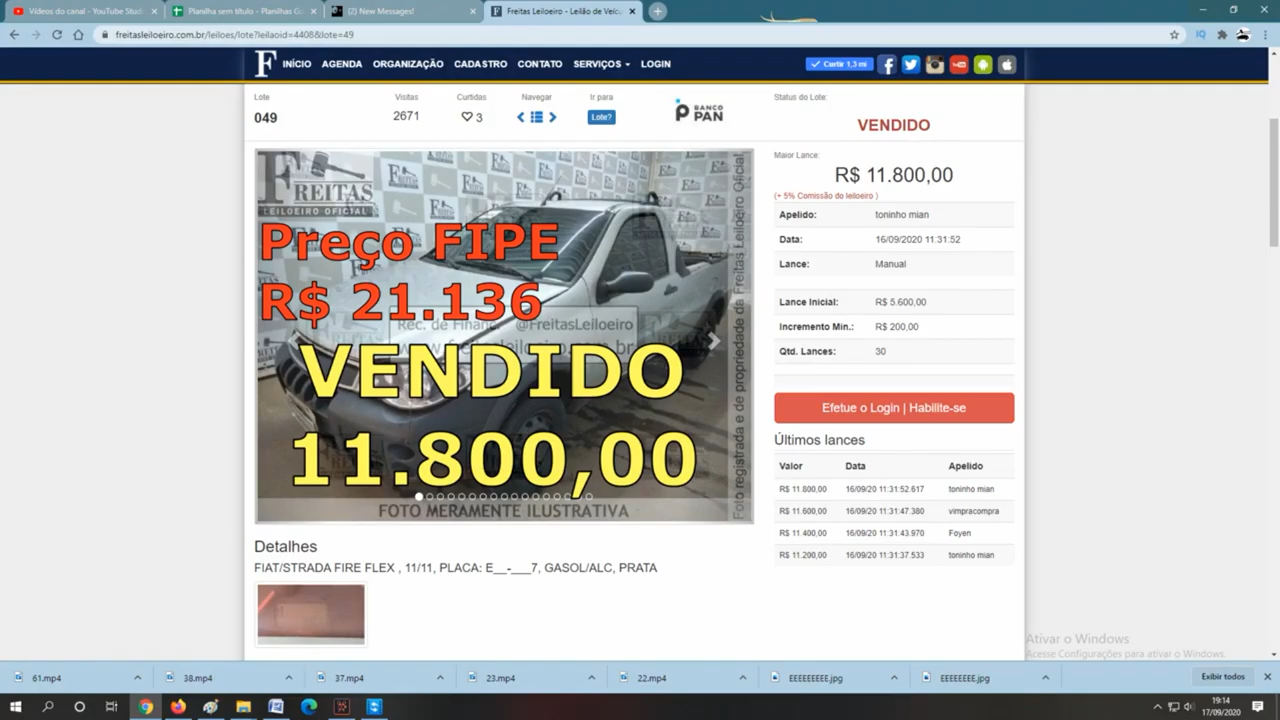 Vídeos do canal - YouTube Studi
Planilha sem título - Planilhas Go
(2) New Messages!
Freitas Leiloeiro - Leilão de Veícu
freitasleiloeiro.com.br/leiloes/lote?leilaoid=4408&lote=49
F INÍCIO AGENDA ORGANIZAÇÃO CADASTRO CONTATO SERVIÇOS LOGIN
Curtir 1,3 mi
Lote Visitas Curtidas Navegar Ir para
049 2671 3 Lote?
BANCO PAN
Status do Lote:
VENDIDO
Maior Lance:
R$ 11.800,00
(+ 5% Comissão do leiloeiro )
Apelido: toninho mian
Data: 16/09/2020 11:31:52
Lance: Manual
Lance Inicial: R$ 5.600,00
Incremento Min.: R$ 200,00
Qtd. Lances: 30
Efetue o Login | Habilite-se
Últimos lances
Valor Data Apelido
R$ 11.800,00 16/09/20 11:31:52.617 toninho mian
R$ 11.600,00 16/09/20 11:31:47.380 vimpracompra
R$ 11.400,00 16/09/20 11:31:43.970 Foyen
R$ 11.200,00 16/09/20 11:31:37.533 toninho mian
FREITAS
LEILOEIRO OFICIAL
Preço FIPE
R$ 21.136
Rec. de Financ. @FreitasLeiloeiro
VENDIDO
11.800,00
FOTO MERAMENTE ILUSTRATIVA
Foto registrada e de propriedade da Freitas Leiloeiro Oficial
Detalhes
FIAT/STRADA FIRE FLEX , 11/11, PLACA: E__-___7, GASOL/ALC, PRATA
Ativar o Windows
Acesse Configurações para ativar o Windows.
61.mp4 38.mp4 37.mp4 23.mp4 22.mp4 EEEEEEEEE.jpg EEEEEEEE.jpg Exibir todos
19:14
17/09/2020